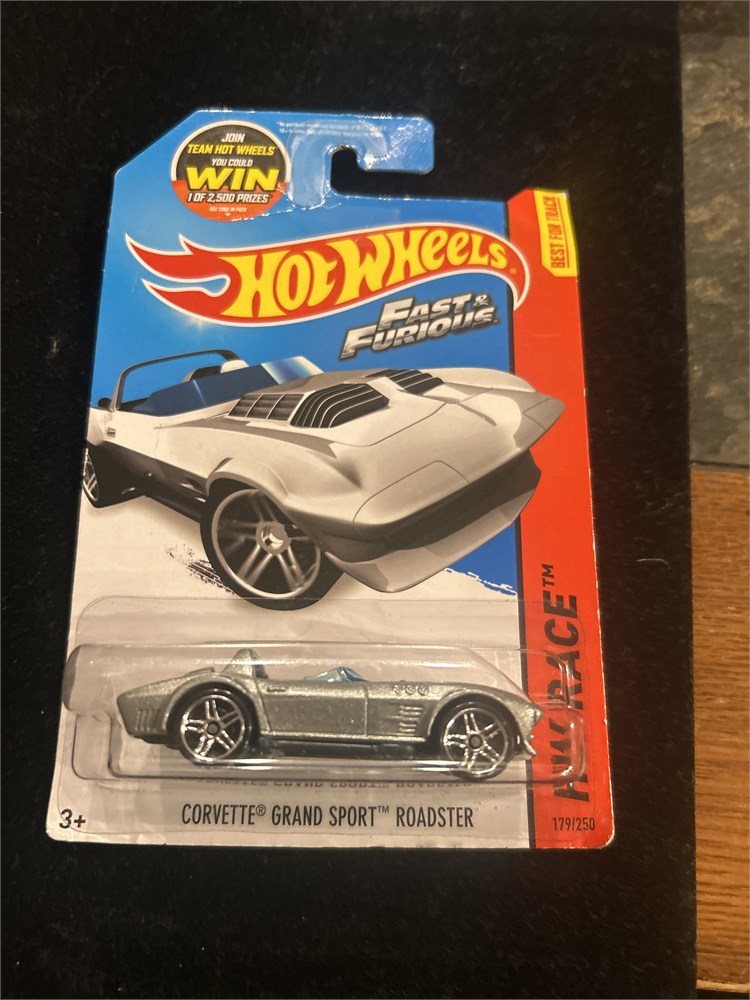 JOIN
TEAM HOT WHEELS
YOU COULD
WIN
1 OF 2,500 PRIZES
BEST FOR TRACK
HOT WHEELS®
FAST &
FURIOUS
HW RACE™
3+
CORVETTE® GRAND SPORT™ ROADSTER
179/250